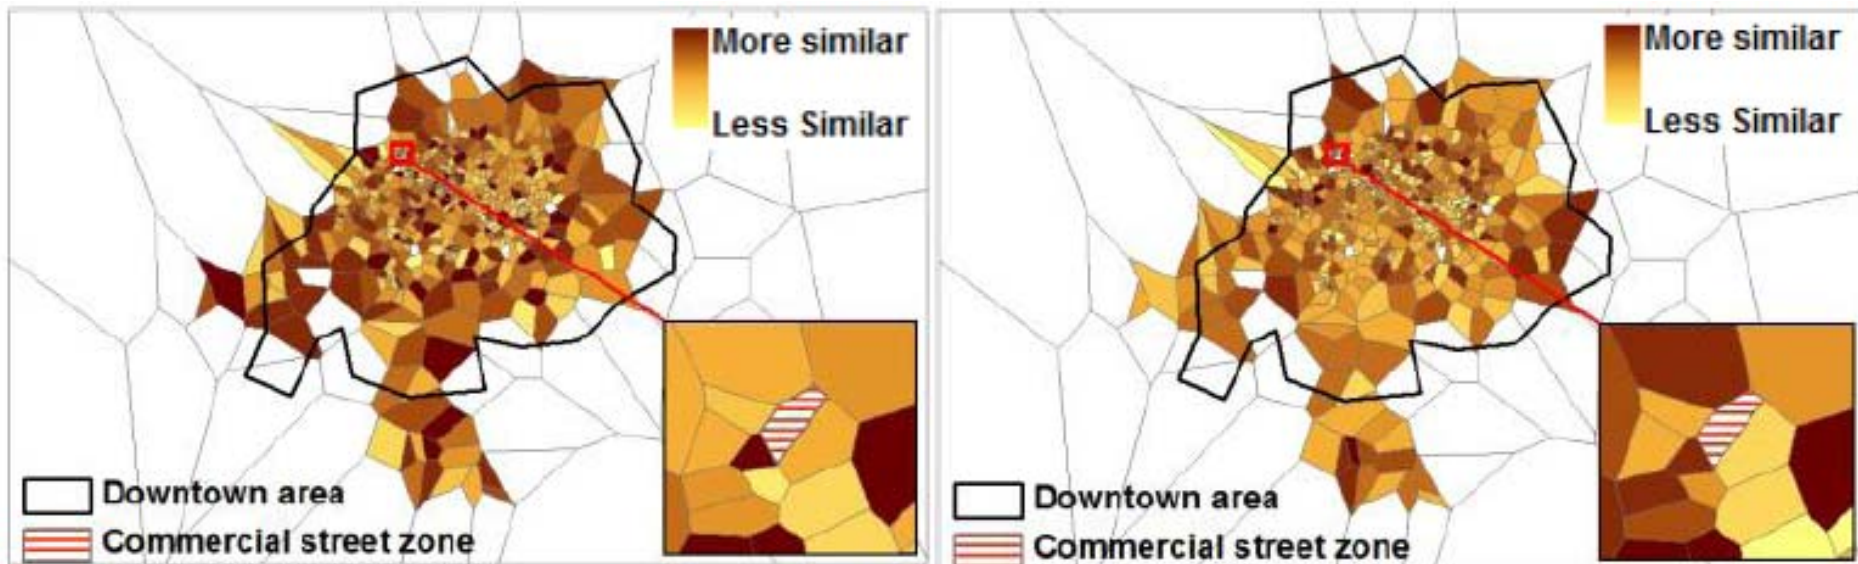 More similar
Less Similar
Downtown area
Commercial street zone
More similar
Less Similar
Downtown area
Commercial street zone